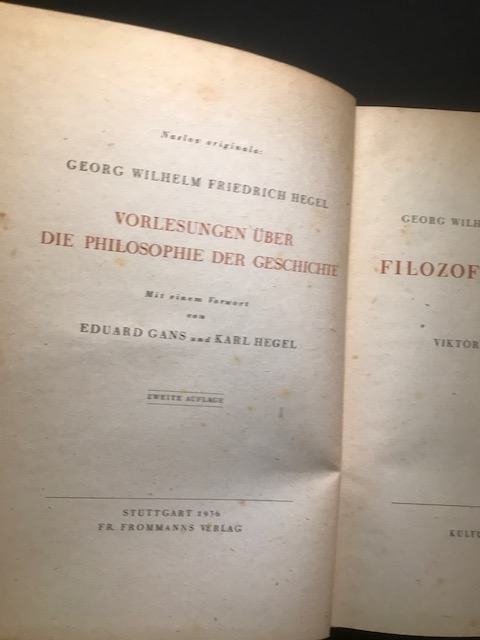 Naslov originala:
GEORG WILHELM FRIEDRICH HEGEL
VORLESUNGEN ÜBER
DIE PHILOSOPHIE DER GESCHICHTE
Mit einem Vorwort
von
EDUARD GANS und KARL HEGEL
ZWEITE AUFLAGE
STUTTGART 1936
FR. FROMMANNS VERLAG
GEORG WILH
FILOZOF
VIKTOR
KULTU